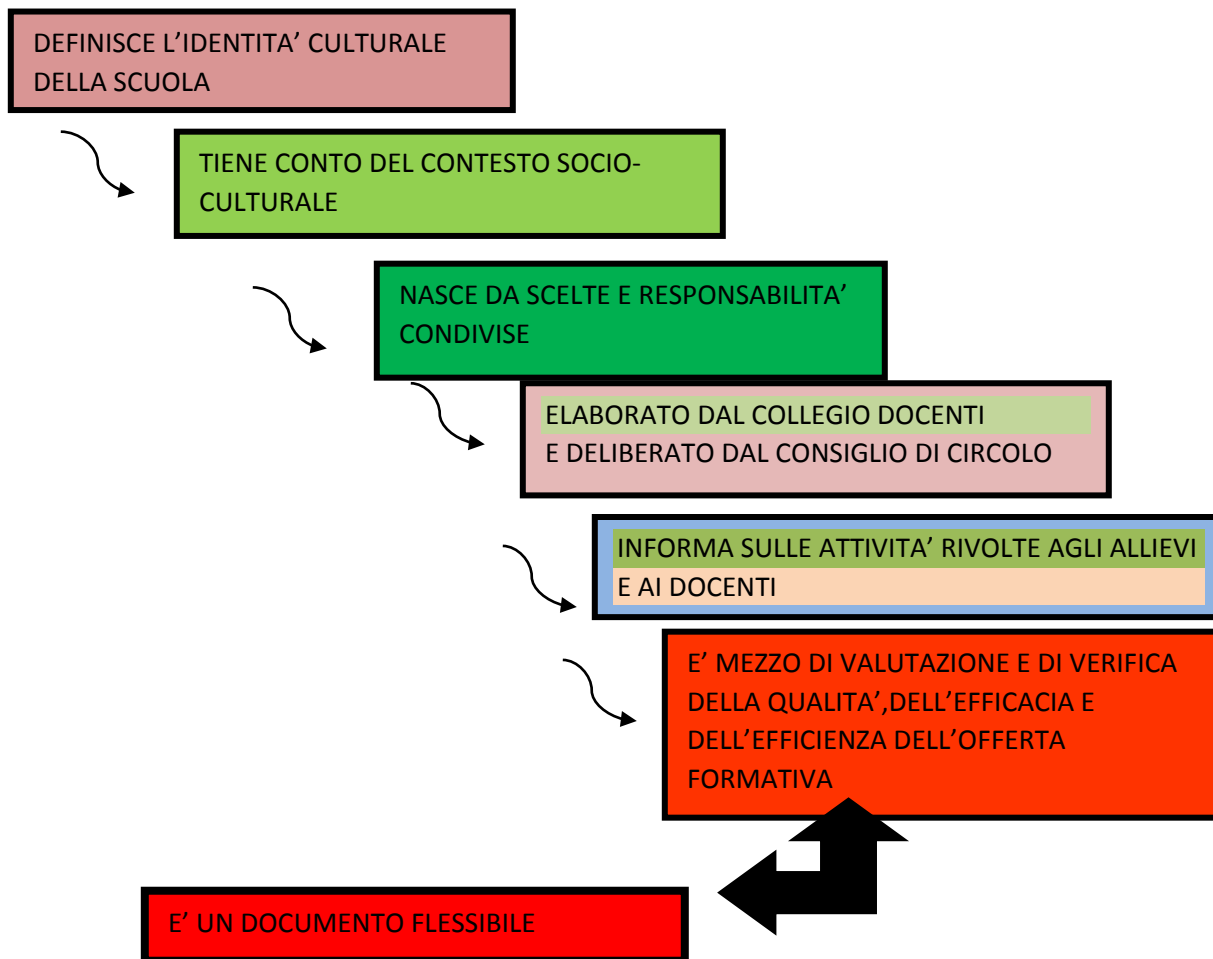 DEFINISCE L’IDENTITA’ CULTURALE
DELLA SCUOLA
TIENE CONTO DEL CONTESTO SOCIO-
CULTURALE
NASCE DA SCELTE E RESPONSABILITA’
CONDIVISE
ELABORATO DAL COLLEGIO DOCENTI
E DELIBERATO DAL CONSIGLIO DI CIRCOLO
INFORMA SULLE ATTIVITA’ RIVOLTE AGLI ALLIEVI
E AI DOCENTI
E’ MEZZO DI VALUTAZIONE E DI VERIFICA
DELLA QUALITA’,DELL’EFFICACIA E
DELL’EFFICIENZA DELL’OFFERTA
FORMATIVA
E’ UN DOCUMENTO FLESSIBILE